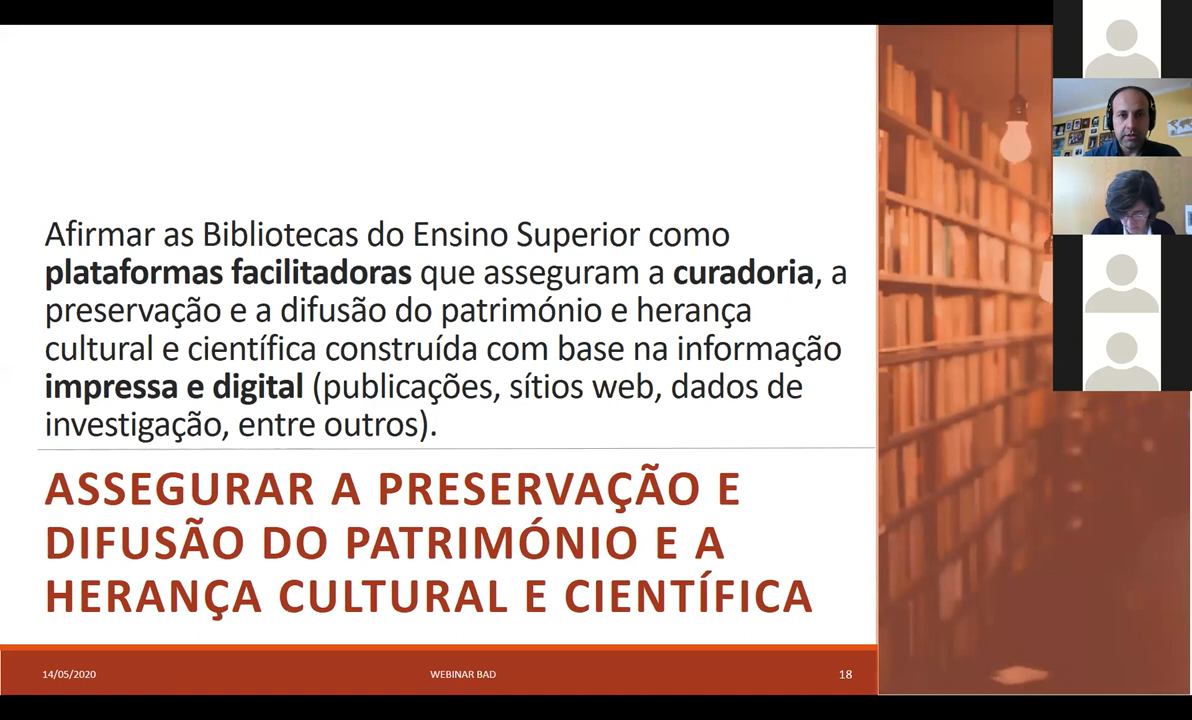 Afirmar as Bibliotecas do Ensino Superior como
plataformas facilitadoras que asseguram a curadoria, a
preservação e a difusão do património e herança
cultural e científica construída com base na informação
impressa e digital (publicações, sítios web, dados de
investigação, entre outros).
ASSEGURAR A PRESERVAÇÃO E
DIFUSÃO DO PATRIMÓNIO E A
HERANÇA CULTURAL E CIENTÍFICA
14/05/2020
WEBINAR BAD
18